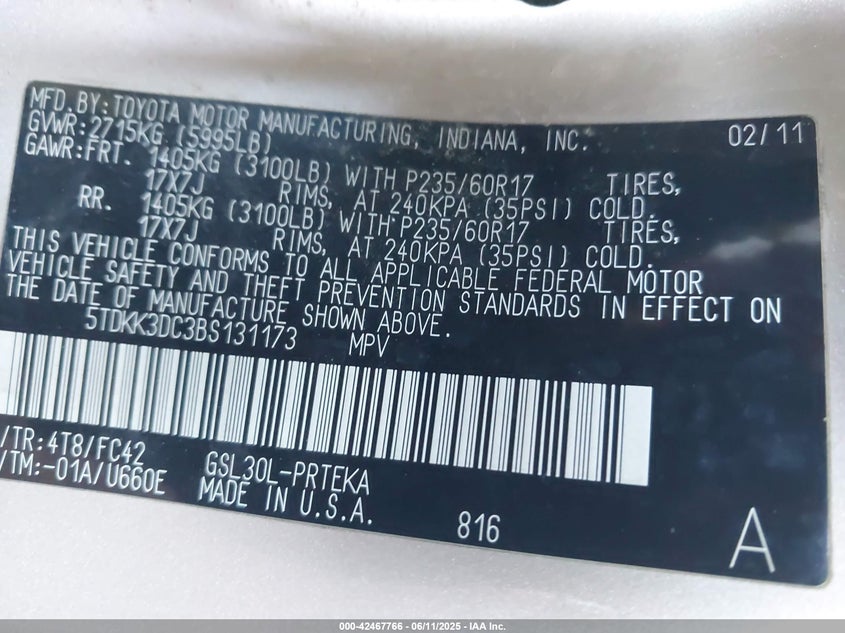 MFD.BY:TOYOTA MOTOR MANUFACTURING, INDIANA, INC. 02/11
GVWR:2715KG (5995LB)
GAWR:FRT. 1405KG (3100LB) WITH P235/60R17 TIRES,
17X7J RIMS, AT 240KPA (35PSI) COLD.
RR. 1405KG (3100LB) WITH P235/60R17 TIRES,
17X7J RIMS, AT 240KPA (35PSI) COLD.
THIS VEHICLE CONFORMS TO ALL APPLICABLE FEDERAL MOTOR
VEHICLE SAFETY AND THEFT PREVENTION STANDARDS IN EFFECT ON
THE DATE OF MANUFACTURE SHOWN ABOVE.
5TDKK3DC3BS131173 MPV
/TR:4T8/FC42
/TM:-01A/U660E
GSL30L-PRTEKA
MADE IN U.S.A.
816
A
000-42467766 - 06/11/2025 - IAA Inc.